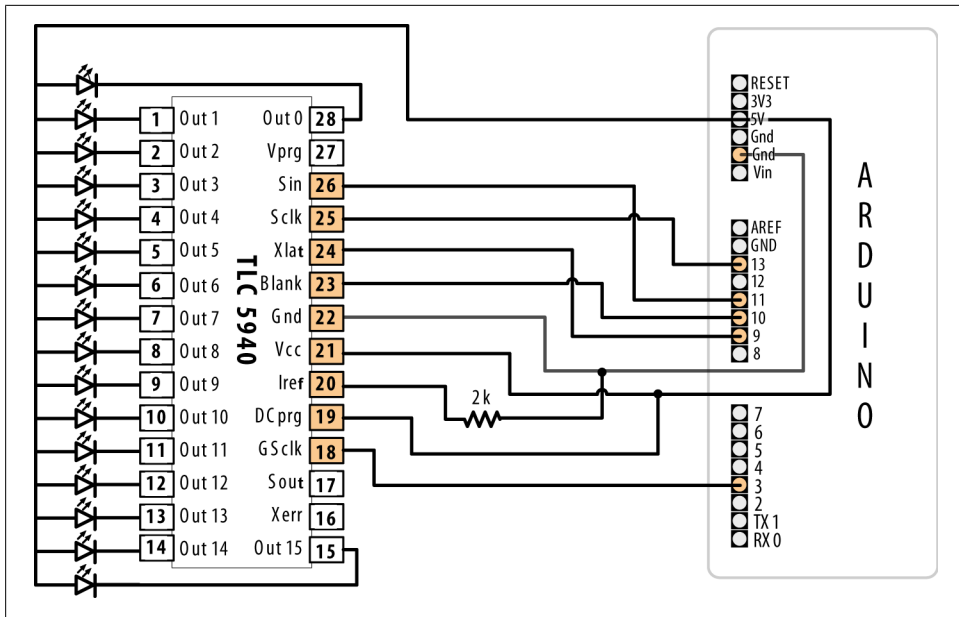 1 Out 1
2 Out 2
3 Out 3
4 Out 4
5 Out 5
6 Out 6
7 Out 7
8 Out 8
9 Out 9
10 Out 10
11 Out 11
12 Out 12
13 Out 13
14 Out 14
TLC 5940
Out 0 28
Vprg 27
Sin 26
Sclk 25
Xlat 24
Blank 23
Gnd 22
Vcc 21
Iref 20
DCprg 19
GSclk 18
Sout 17
Xerr 16
Out 15 15
2k
RESET
3V3
5V
Gnd
Gnd
Vin
AREF
GND
13
12
11
10
9
8
7
6
5
4
3
2
TX 1
RX 0
ARDUINO